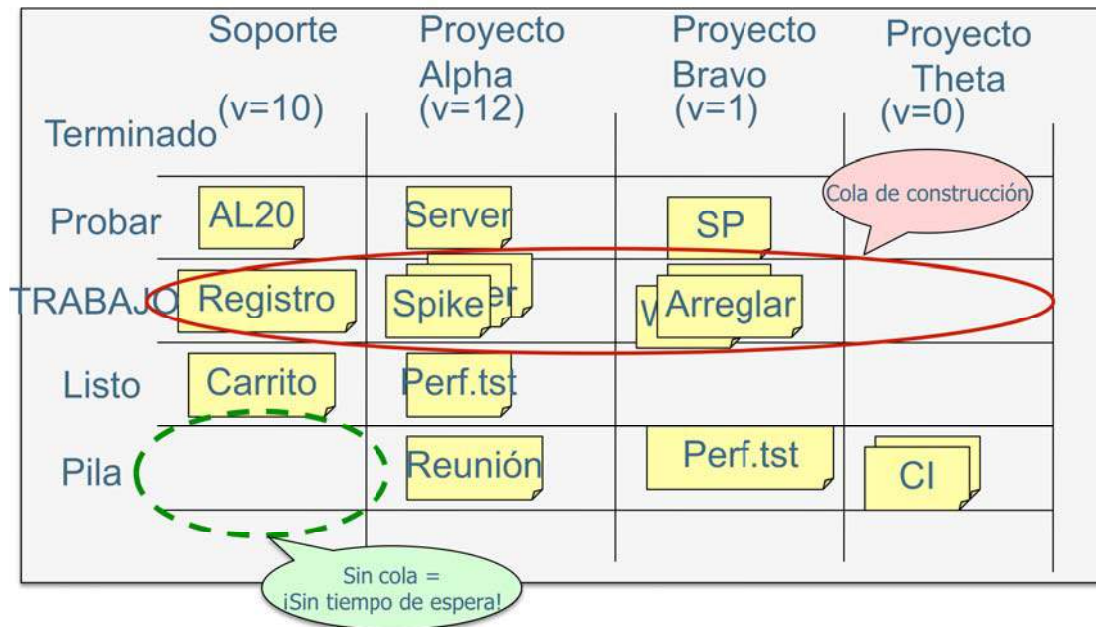 Soporte
(v=10)
Proyecto
Alpha
(v=12)
Proyecto
Bravo
(v=1)
Proyecto
Theta
(v=0)
Terminado
Cola de construcción
Probar
AL20
Server
SP
TRABAJO
Registro
Spike
er
W
Arreglar
Listo
Carrito
Perf.tst
Pila
Reunión
Perf.tst
CI
Sin cola =
¡Sin tiempo de espera!